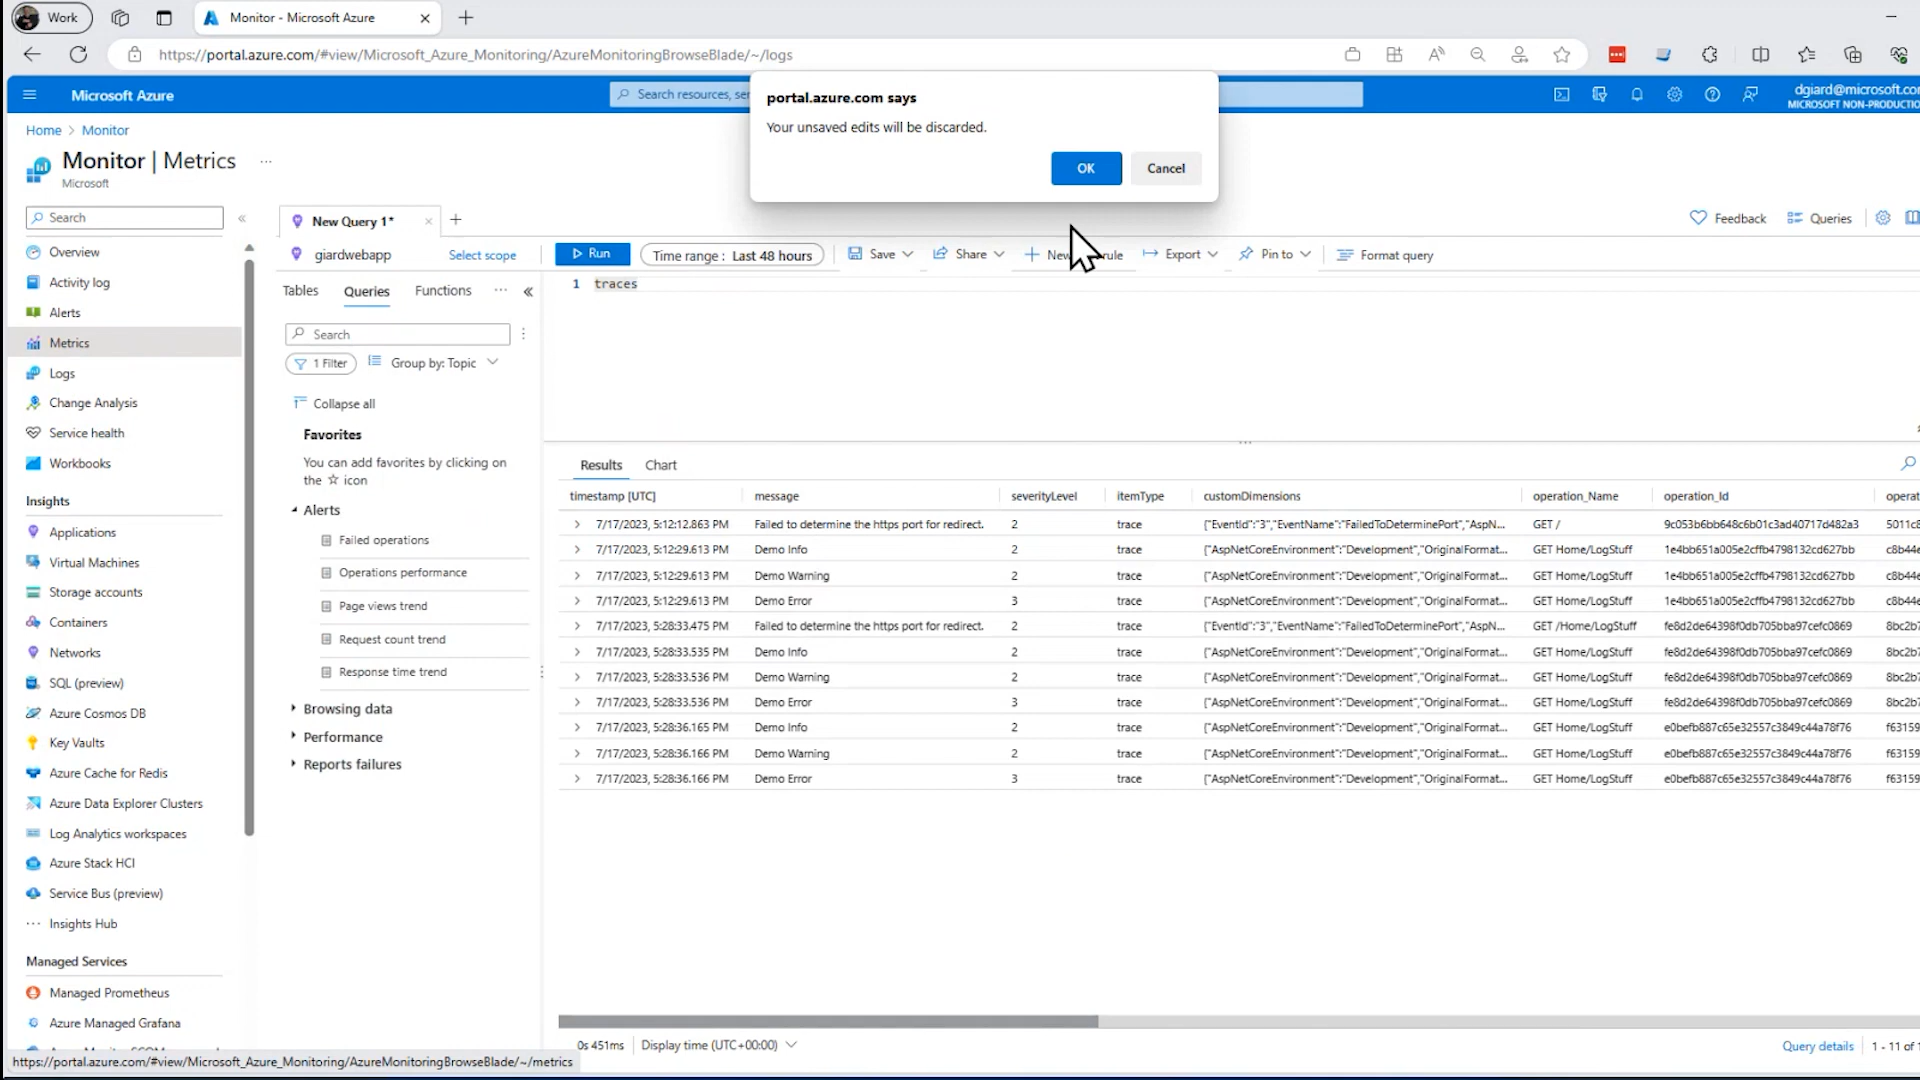 Work
Monitor - Microsoft Azure
https://portal.azure.com/#view/Microsoft_Azure_Monitoring/AzureMonitoringBrowseBlade/~/logs
Microsoft Azure
Search resources, ser
dgiard@microsoft.com
MICROSOFT NON-PRODUCTIO
portal.azure.com says
Your unsaved edits will be discarded.
OK
Cancel
Home > Monitor
Monitor | Metrics
Microsoft
Search
Overview
Activity log
Alerts
Metrics
Logs
Change Analysis
Service health
Workbooks
Insights
Applications
Virtual Machines
Storage accounts
Containers
Networks
SQL (preview)
Azure Cosmos DB
Key Vaults
Azure Cache for Redis
Azure Data Explorer Clusters
Log Analytics workspaces
Azure Stack HCI
Service Bus (preview)
Insights Hub
Managed Services
Managed Prometheus
Azure Managed Grafana
New Query 1*
Feedback
Queries
giardwebapp
Select scope
Run
Time range : Last 48 hours
Save
Share
New rule
Export
Pin to
Format query
Tables
Queries
Functions
1 traces
Search
1 Filter
Group by: Topic
Collapse all
Favorites
You can add favorites by clicking on
the ☆ icon
Alerts
Failed operations
Operations performance
Page views trend
Request count trend
Response time trend
Browsing data
Performance
Reports failures
Results
Chart
timestamp [UTC] message severityLevel itemType customDimensions operation_Name operation_Id operat
7/17/2023, 5:12:12.863 PM Failed to determine the https port for redirect. 2 trace {"EventId":"3","EventName":"FailedToDeterminePort","AspN... GET / 9c053b6bb648c6b01c3ad40717d482a3 5011c8
7/17/2023, 5:12:29.613 PM Demo Info 2 trace {"AspNetCoreEnvironment":"Development","OriginalFormat... GET Home/LogStuff 1e4bb651a005e2cffb4798132cd627bb c8b44e
7/17/2023, 5:12:29.613 PM Demo Warning 2 trace {"AspNetCoreEnvironment":"Development","OriginalFormat... GET Home/LogStuff 1e4bb651a005e2cffb4798132cd627bb c8b44e
7/17/2023, 5:12:29.613 PM Demo Error 3 trace {"AspNetCoreEnvironment":"Development","OriginalFormat... GET Home/LogStuff 1e4bb651a005e2cffb4798132cd627bb c8b44e
7/17/2023, 5:28:33.475 PM Failed to determine the https port for redirect. 2 trace {"EventId":"3","EventName":"FailedToDeterminePort","AspN... GET /Home/LogStuff fe8d2de64398f0db705bba97cefc0869 8bc2b7
7/17/2023, 5:28:33.535 PM Demo Info 2 trace {"AspNetCoreEnvironment":"Development","OriginalFormat... GET Home/LogStuff fe8d2de64398f0db705bba97cefc0869 8bc2b7
7/17/2023, 5:28:33.536 PM Demo Warning 2 trace {"AspNetCoreEnvironment":"Development","OriginalFormat... GET Home/LogStuff fe8d2de64398f0db705bba97cefc0869 8bc2b7
7/17/2023, 5:28:33.536 PM Demo Error 3 trace {"AspNetCoreEnvironment":"Development","OriginalFormat... GET Home/LogStuff fe8d2de64398f0db705bba97cefc0869 8bc2b7
7/17/2023, 5:28:36.165 PM Demo Info 2 trace {"AspNetCoreEnvironment":"Development","OriginalFormat... GET Home/LogStuff e0befb887c65e32557c3849c44a78f76 f63159
7/17/2023, 5:28:36.166 PM Demo Warning 2 trace {"AspNetCoreEnvironment":"Development","OriginalFormat... GET Home/LogStuff e0befb887c65e32557c3849c44a78f76 f63159
7/17/2023, 5:28:36.166 PM Demo Error 3 trace {"AspNetCoreEnvironment":"Development","OriginalFormat... GET Home/LogStuff e0befb887c65e32557c3849c44a78f76 f63159
0s 451ms
Display time (UTC+00:00)
Query details
1 - 11 of 1
https://portal.azure.com/#view/Microsoft_Azure_Monitoring/AzureMonitoringBrowseBlade/~/metrics